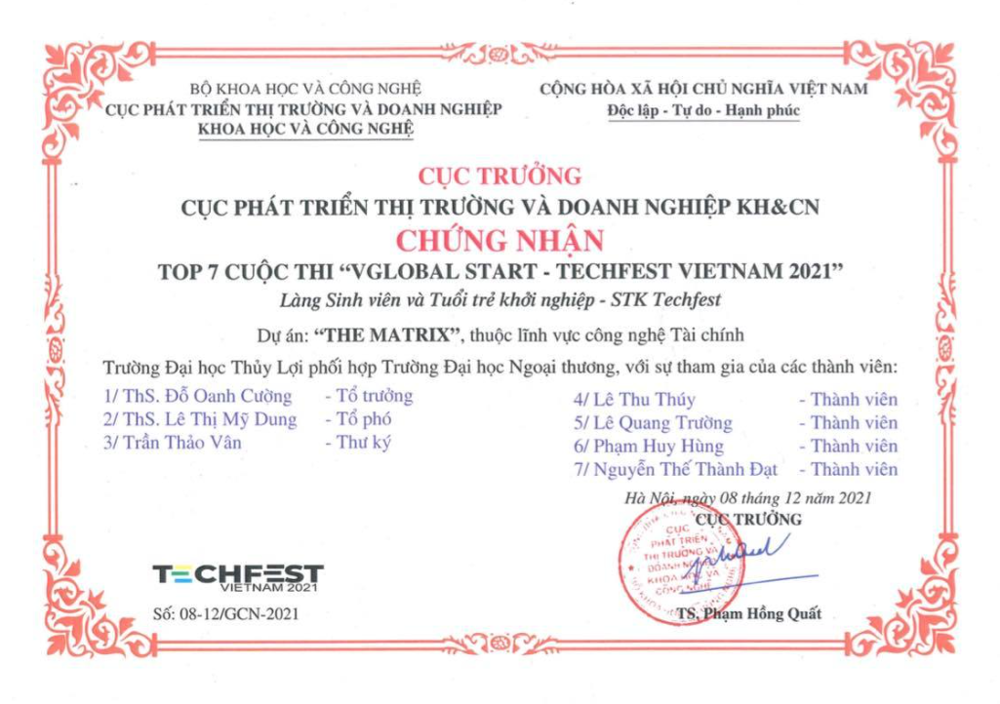 BỘ KHOA HỌC VÀ CÔNG NGHỆ
CỤC PHÁT TRIỂN THỊ TRƯỜNG VÀ DOANH NGHIỆP
KHOA HỌC VÀ CÔNG NGHỆ
CỘNG HÒA XÃ HỘI CHỦ NGHĨA VIỆT NAM
Độc lập - Tự do - Hạnh phúc
CỤC TRƯỞNG
CỤC PHÁT TRIỂN THỊ TRƯỜNG VÀ DOANH NGHIỆP KH&CN
CHỨNG NHẬN
TOP 7 CUỘC THI “VGLOBAL START - TECHFEST VIETNAM 2021”
Làng Sinh viên và Tuổi trẻ khởi nghiệp - STK Techfest
Dự án: “THE MATRIX”, thuộc lĩnh vực công nghệ Tài chính
Trường Đại học Thủy Lợi phối hợp Trường Đại học Ngoại thương, với sự tham gia của các thành viên:
1/ ThS. Đỗ Oanh Cường - Tổ trưởng
2/ ThS. Lê Thị Mỹ Dung - Tổ phó
3/ Trần Thảo Vân - Thư ký
4/ Lê Thu Thúy - Thành viên
5/ Lê Quang Trường - Thành viên
6/ Phạm Huy Hùng - Thành viên
7/ Nguyễn Thế Thành Đạt - Thành viên
Hà Nội, ngày 08 tháng 12 năm 2021
CỤC TRƯỞNG
CỤC
PHÁT TRIỂN
THỊ TRƯỜNG VÀ
DOANH NGHIỆP
KHOA HỌC VÀ
CÔNG NGHỆ
TS. Phạm Hồng Quất
TECHFEST
VIETNAM 2021
Số: 08-12/GCN-2021